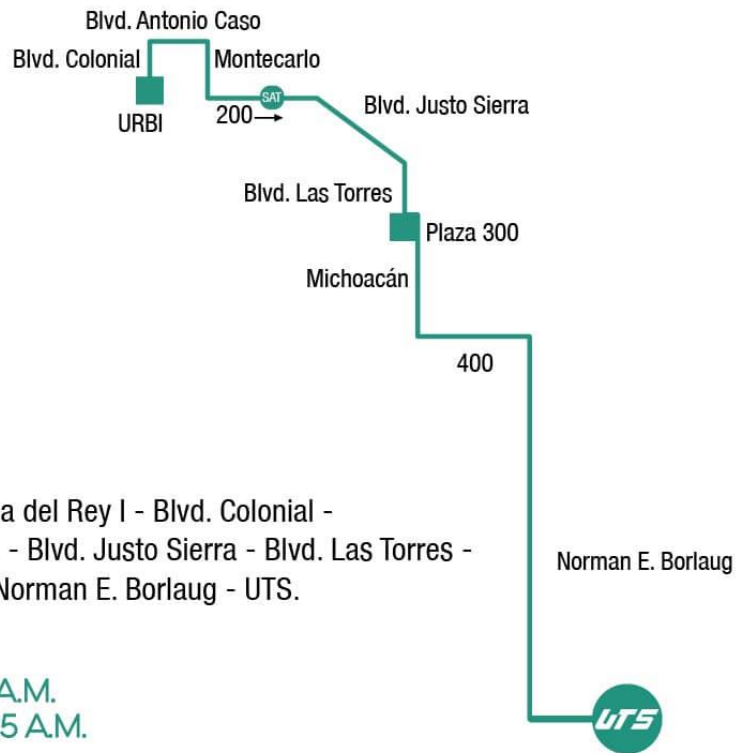 Blvd. Antonio Caso
Blvd. Colonial
Montecarlo
SAT
URBI
200
Blvd. Justo Sierra
Blvd. Las Torres
Plaza 300
Michoacán
400
a del Rey I - Blvd. Colonial -
- Blvd. Justo Sierra - Blvd. Las Torres -
Norman E. Borlaug - UTS.
Norman E. Borlaug
A.M.
5 A.M.
UTS